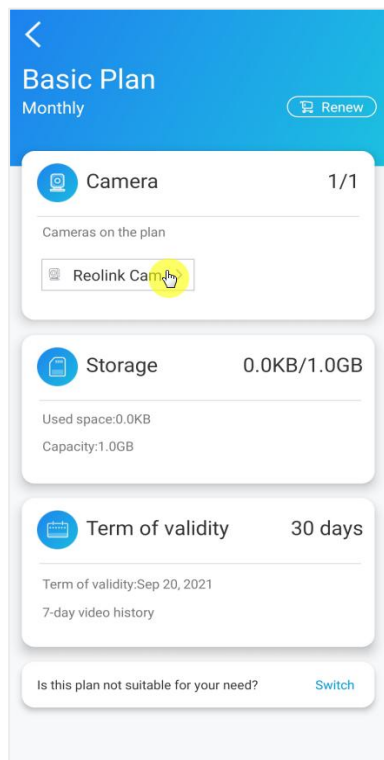 Basic Plan
Monthly
Renew
Camera 1/1
Cameras on the plan
Reolink Cam
Storage 0.0KB/1.0GB
Used space:0.0KB
Capacity:1.0GB
Term of validity 30 days
Term of validity:Sep 20, 2021
7-day video history
Is this plan not suitable for your need? Switch